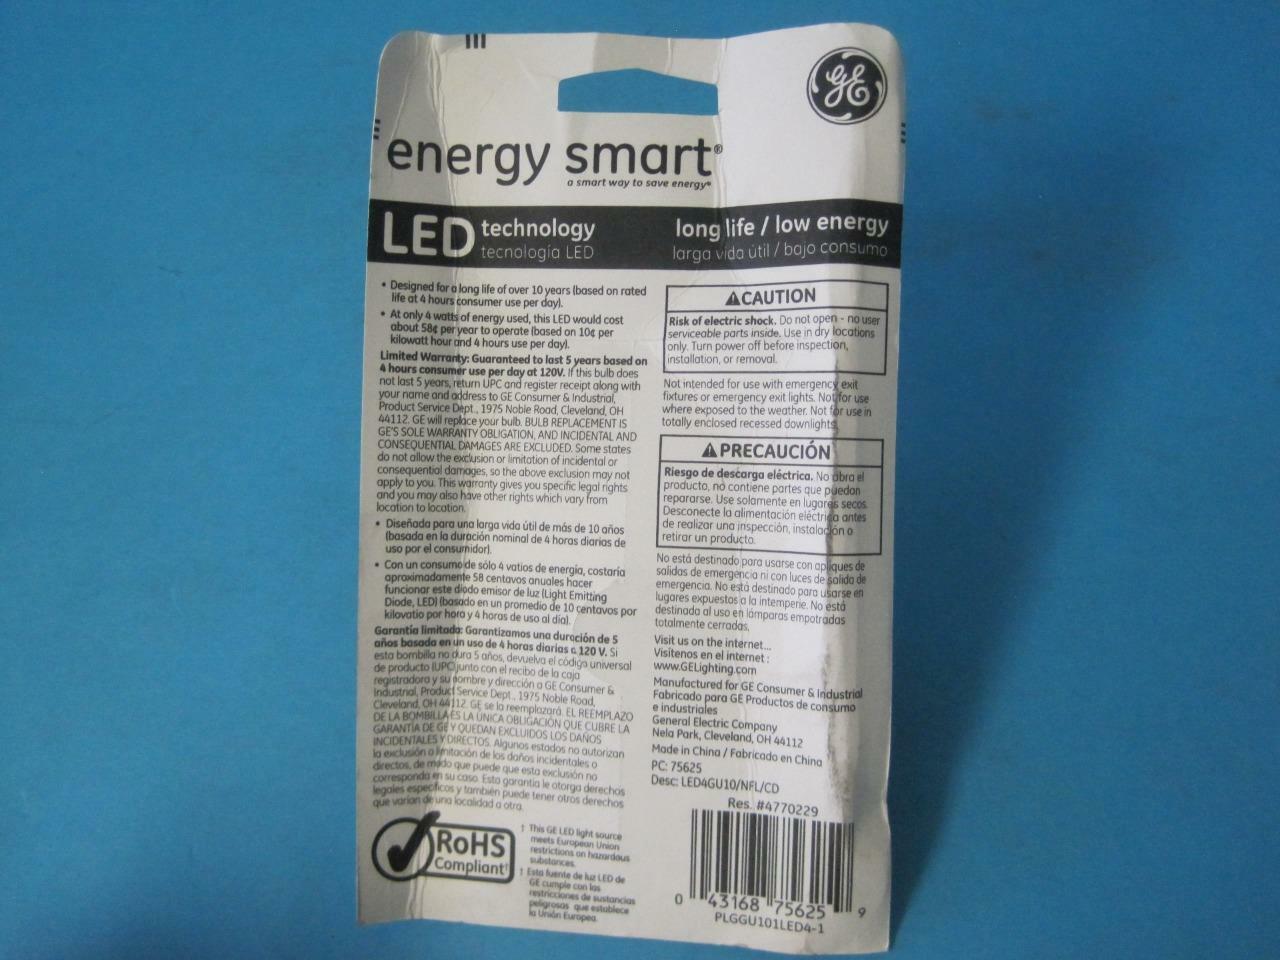 GE
energy smart®
a smart way to save energy®
LED technology
tecnología LED
long life / low energy
larga vida útil / bajo consumo
• Designed for a long life of over 10 years (based on rated
life at 4 hours consumer use per day).
• At only 4 watts of energy used, this LED would cost
about 58¢ per year to operate (based on 10¢ per
kilowatt hour and 4 hours use per day).
Limited Warranty: Guaranteed to last 5 years based on
4 hours consumer use per day at 120V. If this bulb does
not last 5 years, return UPC and register receipt along with
your name and address to GE Consumer & Industrial,
Product Service Dept., 1975 Noble Road, Cleveland, OH
44112. GE will replace your bulb. BULB REPLACEMENT IS
GE'S SOLE WARRANTY OBLIGATION, AND INCIDENTAL AND
CONSEQUENTIAL DAMAGES ARE EXCLUDED. Some states
do not allow the exclusion or limitation of incidental or
consequential damages, so the above exclusion may not
apply to you. This warranty gives you specific legal rights
and you may also have other rights which vary from
location to location.
• Diseñada para una larga vida útil de más de 10 años
(basada en la duración nominal de 4 horas diarias de
uso por el consumidor).
• Con un consumo de sólo 4 vatios de energía, costaría
aproximadamente 58 centavos anuales hacer
funcionar este diodo emisor de luz (Light Emitting
Diode, LED) (basado en un promedio de 10 centavos por
kilovatio por hora y 4 horas de uso al día).
Garantía limitada: Garantizamos una duración de 5
años basada en un uso de 4 horas diarias a 120 V. Si
esta bombilla no dura 5 años, devuelva el código universal
de producto (UPC) junto con el recibo de la caja
registradora y su nombre y dirección a GE Consumer &
Industrial, Product Service Dept., 1975 Noble Road,
Cleveland, OH 44112. GE se la reemplazará. EL REEMPLAZO
DE LA BOMBILLA ES LA ÚNICA OBLIGACIÓN QUE CUBRE LA
GARANTÍA DE GE Y QUEDAN EXCLUIDOS LOS DAÑOS
INCIDENTALES Y DIRECTOS. Algunos estados no autorizan
la exclusión o limitación de los daños incidentales o
directos, de modo que puede que esta exclusión no
corresponda en su caso. Esta garantía le otorga derechos
legales específicos y también puede tener otros derechos
que varían de una localidad a otra.
RoHS
Compliant†
† This GE LED light source
meets European Union
restrictions on hazardous
substances.
† Esta fuente de luz LED de
GE cumple con las
restricciones de sustancias
peligrosas que establece
la Unión Europea.
CAUTION
Risk of electric shock. Do not open - no user
serviceable parts inside. Use in dry locations
only. Turn power off before inspection,
installation, or removal.
Not intended for use with emergency exit
fixtures or emergency exit lights. Not for use
where exposed to the weather. Not for use in
totally enclosed recessed downlights.
PRECAUCIÓN
Riesgo de descarga eléctrica. No abra el
producto, no contiene partes que puedan
repararse. Use solamente en lugares secos.
Desconecte la alimentación eléctrica antes
de realizar una inspección, instalación o
retirar un producto.
No está destinado para usarse con apliques de
salidas de emergencia ni con luces de salida de
emergencia. No está destinado para usarse en
lugares expuestos a la intemperie. No está
destinada al uso en lámparas empotradas
totalmente cerradas.
Visit us on the internet...
Visítenos en el internet :
www.GELighting.com
Manufactured for GE Consumer & Industrial
Fabricado para GE Productos de consumo
e industriales
General Electric Company
Nela Park, Cleveland, OH 44112
Made in China / Fabricado en China
PC: 75625
Desc: LED4GU10/NFL/CD
Res. #4770229
0 43168 75625 9
PLGGU101LED4-1